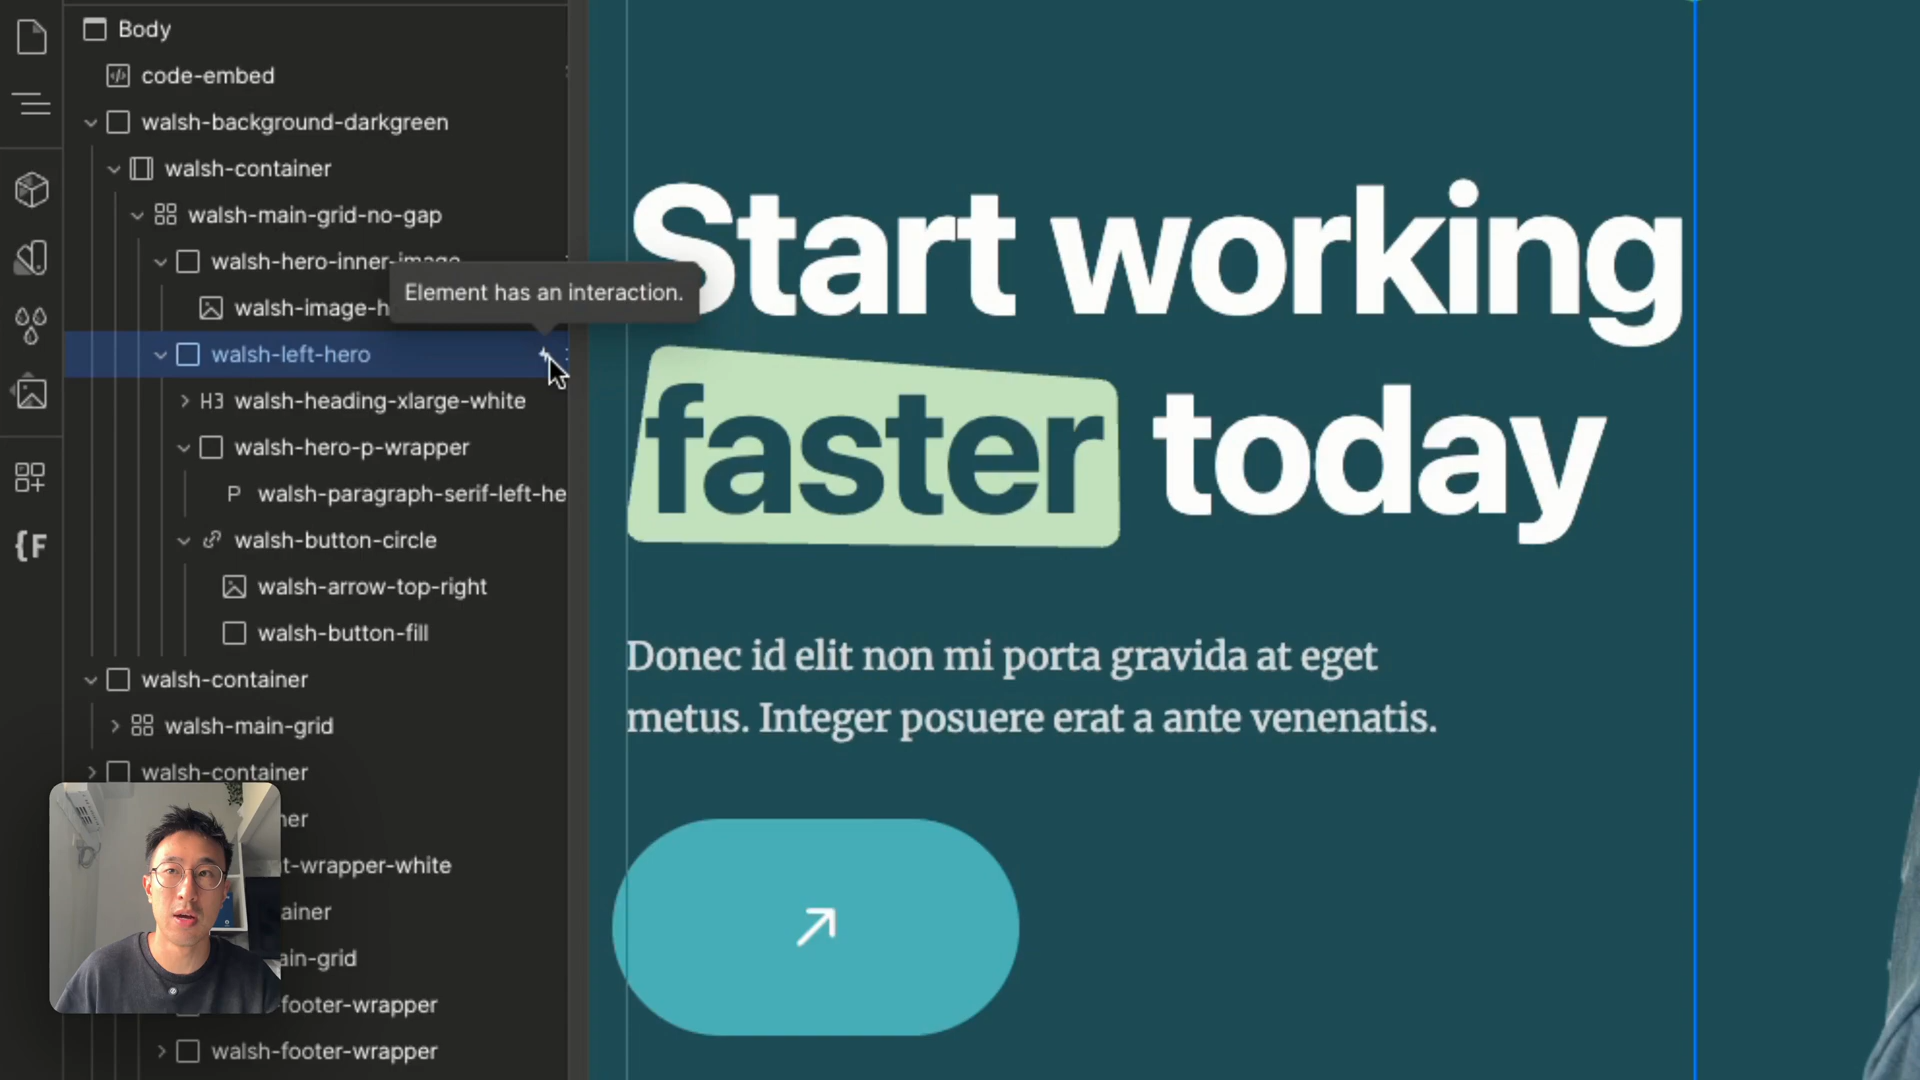 Body
code-embed
walsh-background-darkgreen
walsh-container
walsh-main-grid-no-gap
walsh-hero-inner-image
Element has an interaction.
walsh-image-h
walsh-left-hero
H3 walsh-heading-xlarge-white
walsh-hero-p-wrapper
P walsh-paragraph-serif-left-he
walsh-button-circle
walsh-arrow-top-right
walsh-button-fill
walsh-container
walsh-main-grid
walsh-container
ner
t-wrapper-white
ainer
ain-grid
footer-wrapper
walsh-footer-wrapper
{F
Start working
faster today
Donec id elit non mi porta gravida at eget
metus. Integer posuere erat a ante venenatis.